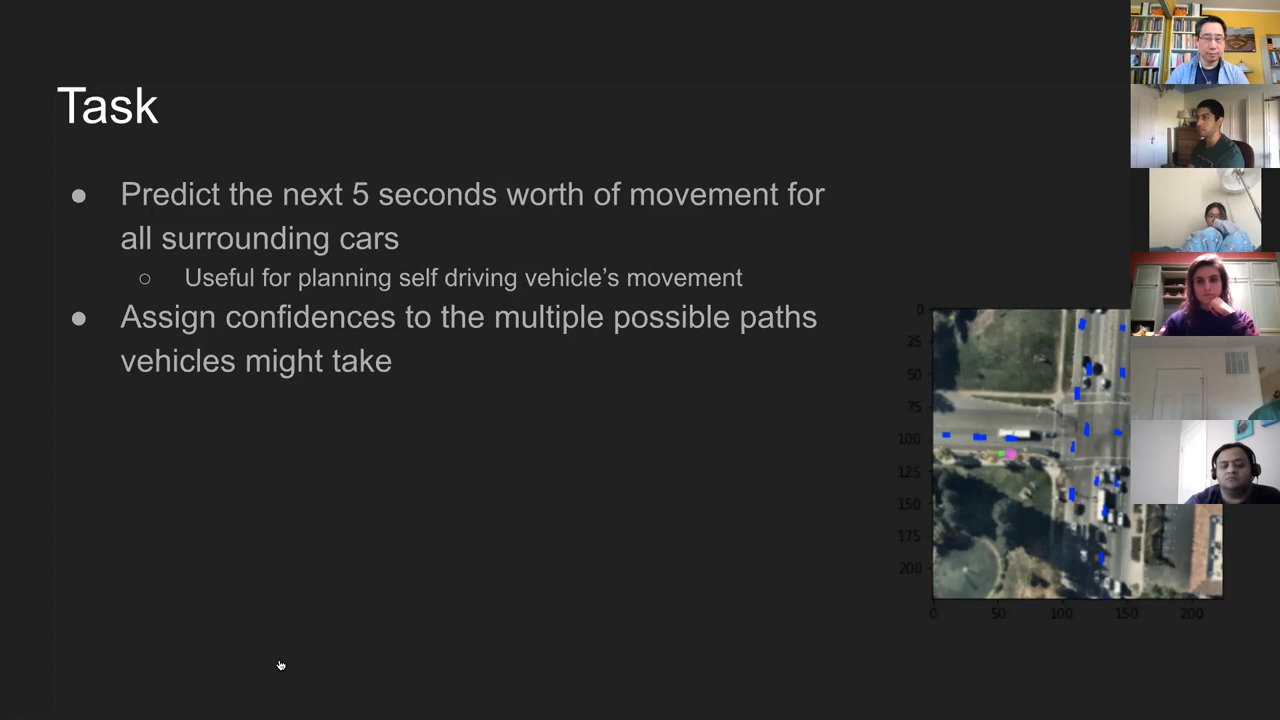 Task
● Predict the next 5 seconds worth of movement for
all surrounding cars
○ Useful for planning self driving vehicle’s movement
● Assign confidences to the multiple possible paths
vehicles might take
0
25
50
75
100
125
150
175
200
0 50 100 150 200